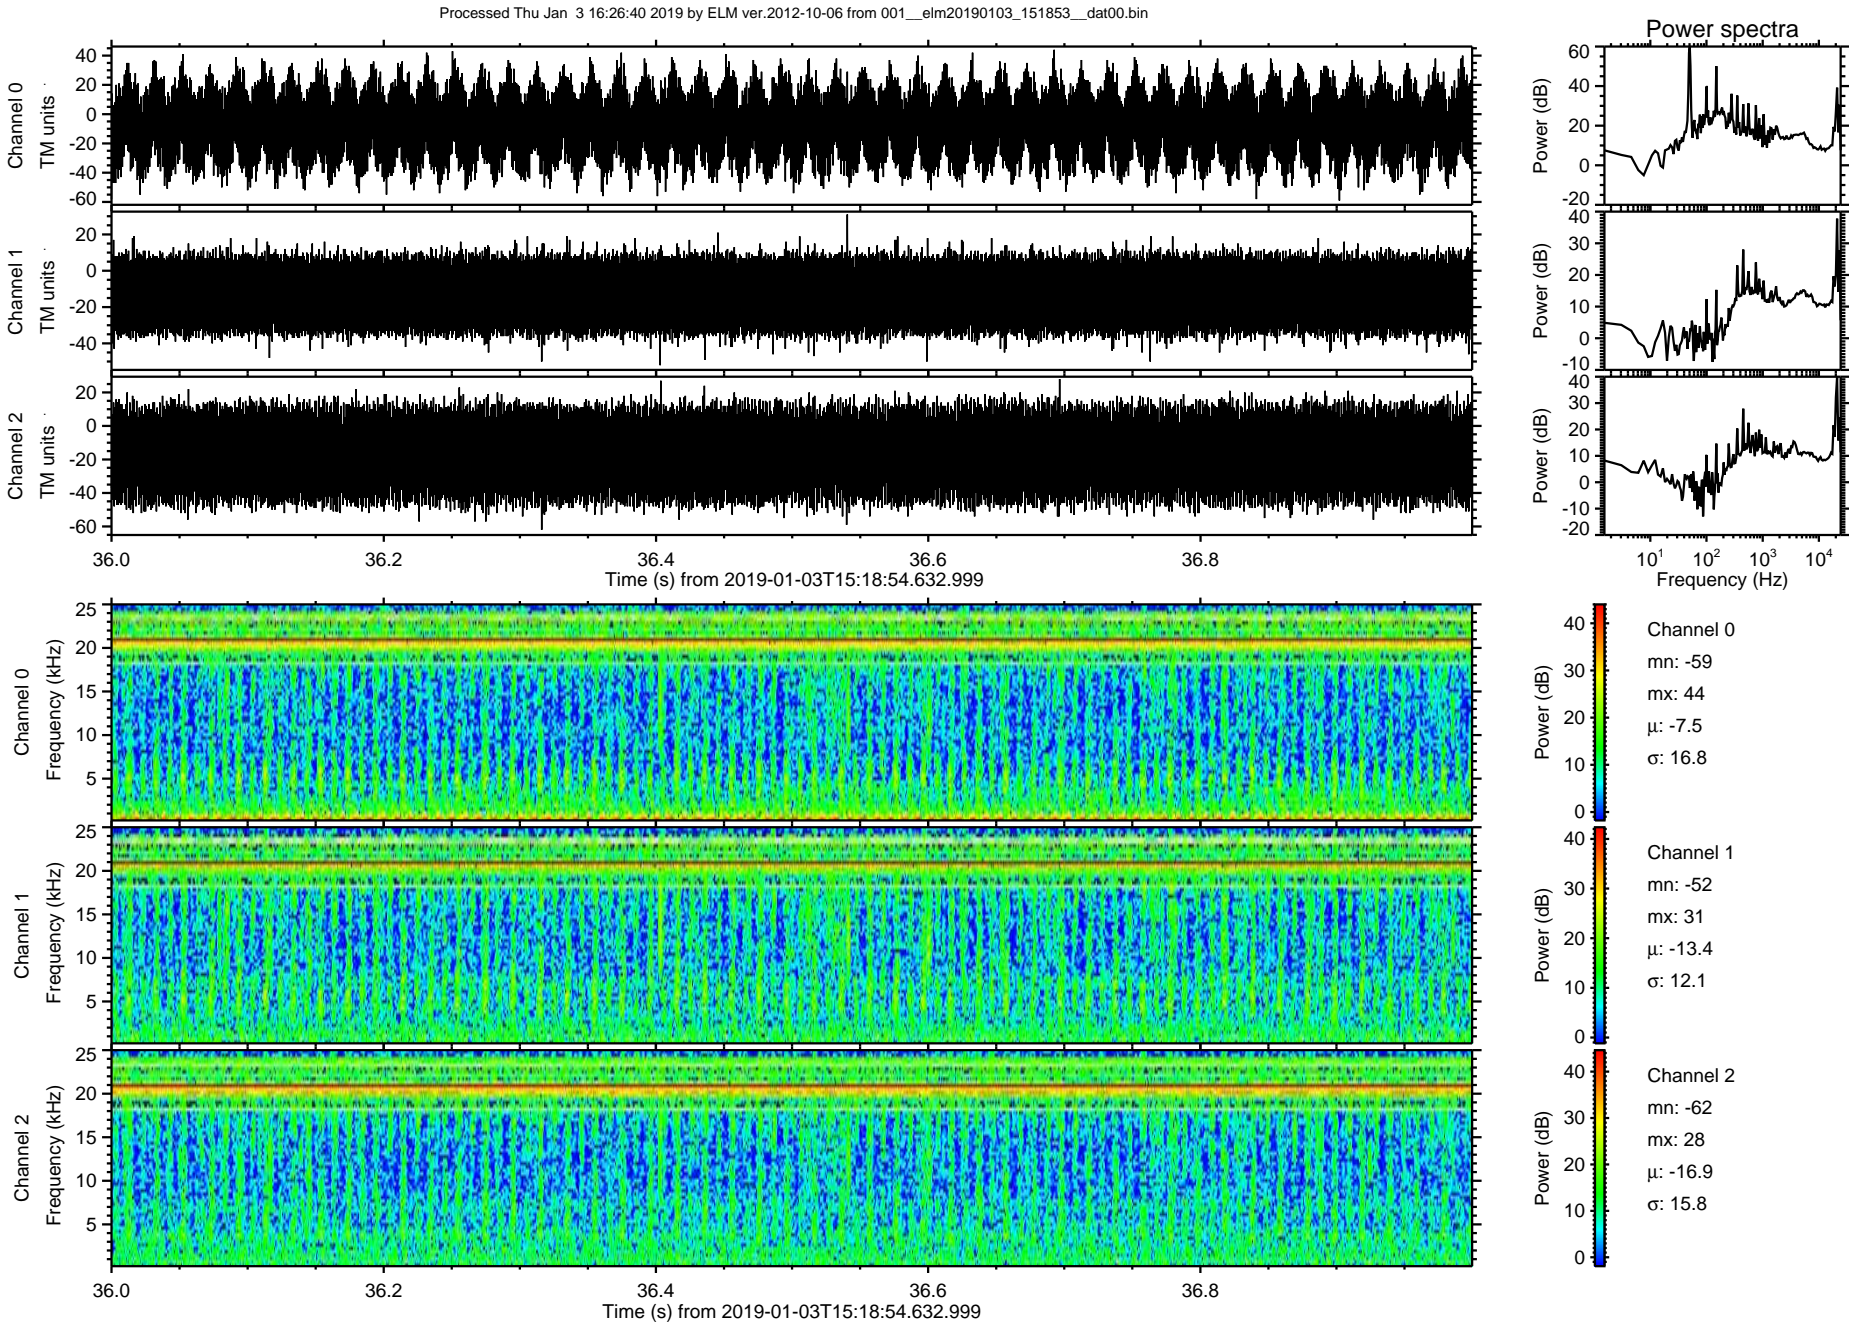 Processed Thu Jan  3 16:26:40 2019 by ELM ver.2012-10-06 from 001__elm20190103_151853__dat00.bin
Power spectra
Channel 0
TM units
40
20
0
-20
-40
-60
Power (dB)
60
40
20
0
-20
Channel 1
TM units
20
0
-20
-40
Power (dB)
40
30
20
10
0
-10
Channel 2
TM units
20
0
-20
-40
-60
Power (dB)
40
30
20
10
0
-10
-20
36.0 36.2 36.4 36.6 36.8
Time (s) from 2019-01-03T15:18:54.632.999
10¹ 10² 10³ 10⁴
Frequency (Hz)
Channel 0
Frequency (kHz)
25
20
15
10
5
Power (dB)
40
30
20
10
0
Channel 0
mn: -59
mx: 44
μ: -7.5
σ: 16.8
Channel 1
Frequency (kHz)
25
20
15
10
5
Power (dB)
40
30
20
10
0
Channel 1
mn: -52
mx: 31
μ: -13.4
σ: 12.1
Channel 2
Frequency (kHz)
25
20
15
10
5
Power (dB)
40
30
20
10
0
Channel 2
mn: -62
mx: 28
μ: -16.9
σ: 15.8
36.0 36.2 36.4 36.6 36.8
Time (s) from 2019-01-03T15:18:54.632.999